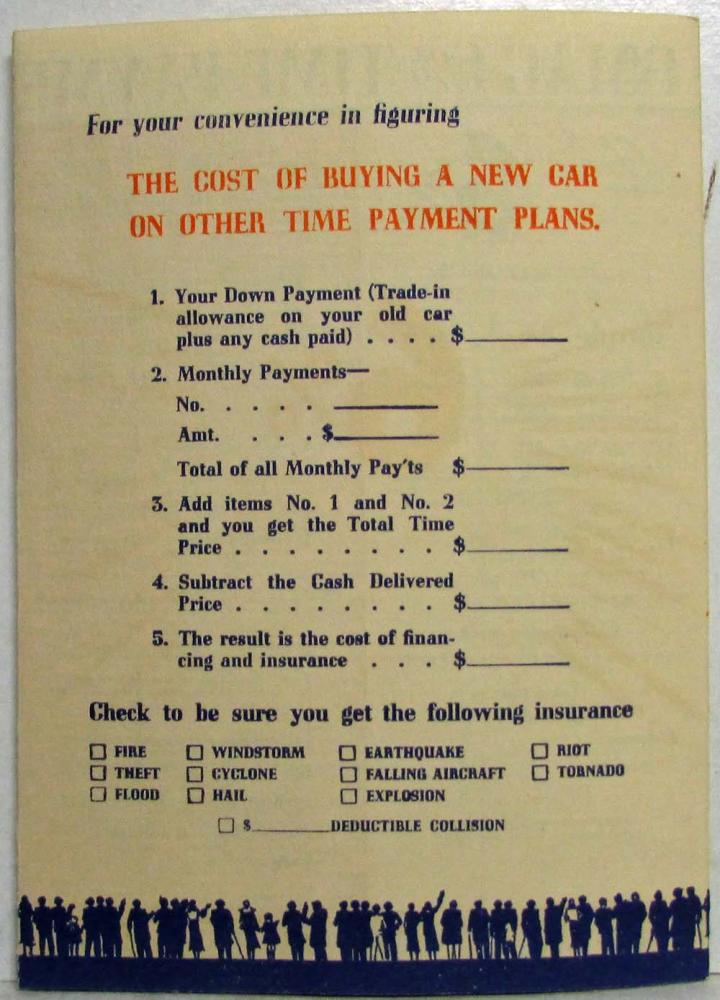 For your convenience in figuring
THE COST OF BUYING A NEW CAR
ON OTHER TIME PAYMENT PLANS.
1. Your Down Payment (Trade-in
allowance on your old car
plus any cash paid) . . . . $
2. Monthly Payments—
No. . . . .
Amt. . . . $
Total of all Monthly Pay'ts $
3. Add items No. 1 and No. 2
and you get the Total Time
Price . . . . . . . . $
4. Subtract the Cash Delivered
Price . . . . . . . . $
5. The result is the cost of finan-
cing and insurance . . . $
Check to be sure you get the following insurance
FIRE WINDSTORM EARTHQUAKE RIOT
THEFT CYCLONE FALLING AIRCRAFT TORNADO
FLOOD HAIL EXPLOSION
$ DEDUCTIBLE COLLISION